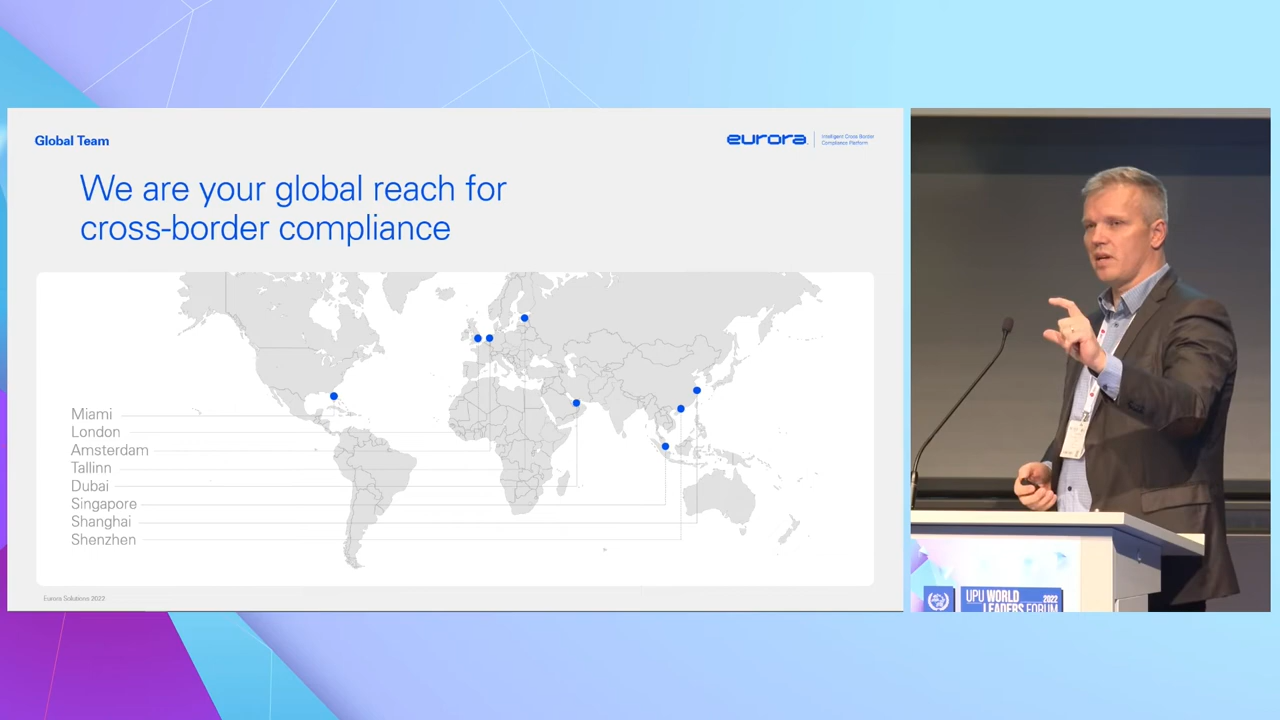 Global Team
eurora
Intelligent Cross Border
Compliance Platform
We are your global reach for
cross-border compliance
Miami
London
Amsterdam
Tallinn
Dubai
Singapore
Shanghai
Shenzhen
Eurora Solutions 2022
UPU WORLD 2022
LEADERS FORUM